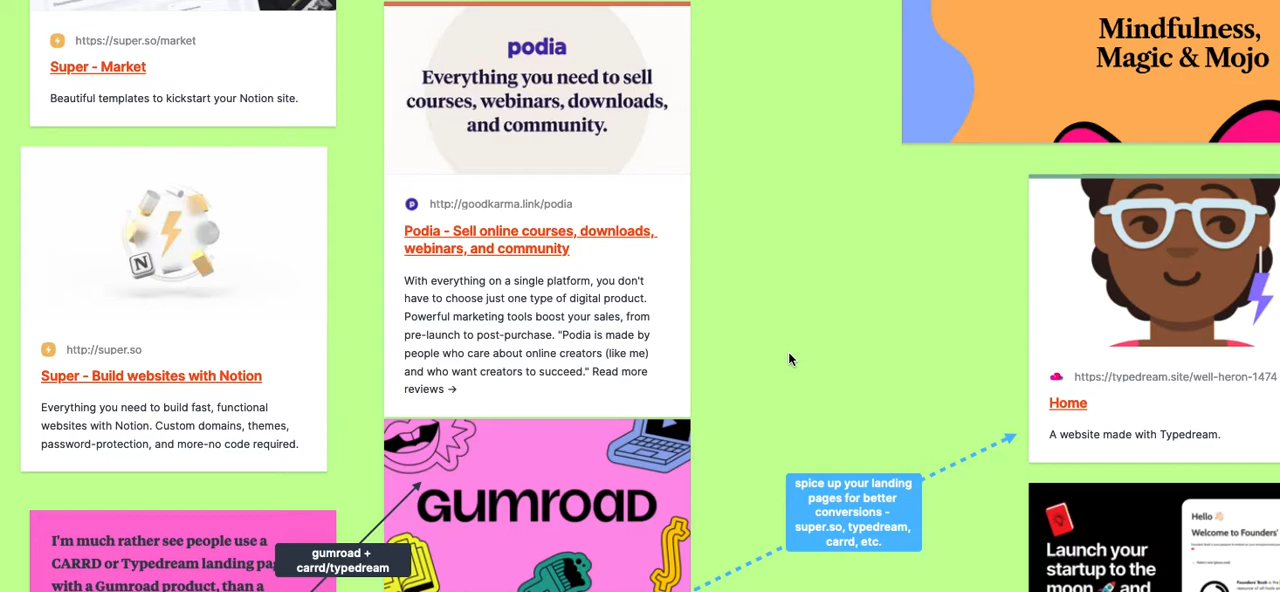 https://super.so/market
Super - Market
Beautiful templates to kickstart your Notion site.
N
http://super.so
Super - Build websites with Notion
Everything you need to build fast, functional
websites with Notion. Custom domains, themes,
password-protection, and more-no code required.
I'm much rather see people use a
CARRD or Typedream landing
with a Gumroad product, than a
gumroad +
carrd/typedream
podia
Everything you need to sell
courses, webinars, downloads,
and community.
http://goodkarma.link/podia
Podia - Sell online courses, downloads,
webinars, and community
With everything on a single platform, you don't
have to choose just one type of digital product.
Powerful marketing tools boost your sales, from
pre-launch to post-purchase. "Podia is made by
people who care about online creators (like me)
and who want creators to succeed." Read more
reviews →
GUMROAD
spice up your landing
pages for better
conversions -
super.so, typedream,
carrd, etc.
Mindfulness,
Magic & Mojo
https://typedream.site/well-heron-1474
Home
A website made with Typedream.
Launch your
startup to the
moon 🚀 and
Hello 👋🏻
Welcome to Founders'